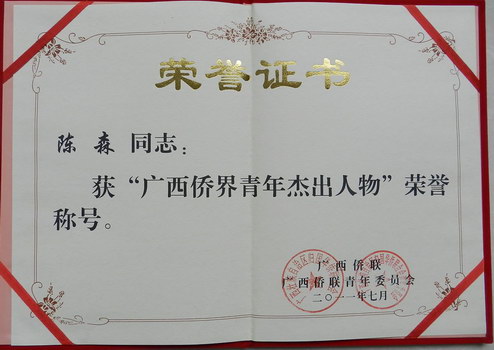 荣誉证书
陈 森 同志：
获“广西侨界青年杰出人物”荣誉
称号。
广西侨联
广西侨联青年委员会
二〇一一年七月